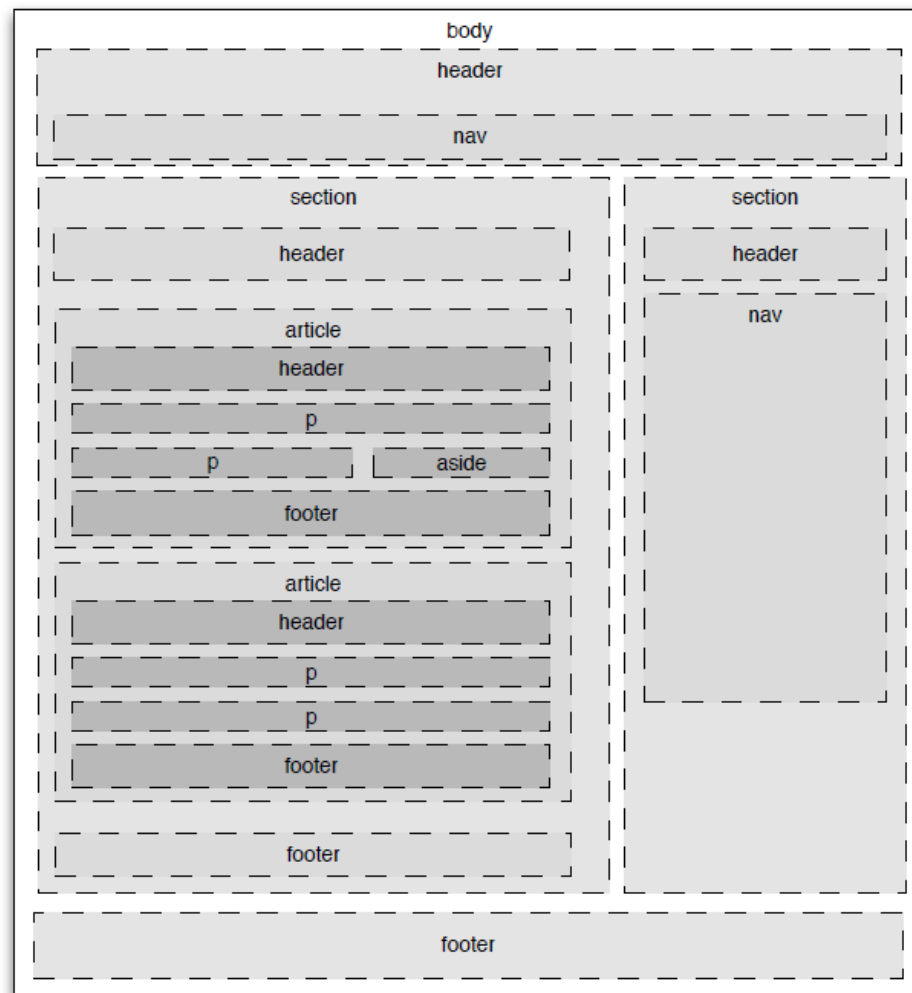 body
header
nav
section
header
article
header
p
p
aside
footer
article
header
p
p
footer
footer
section
header
nav
footer